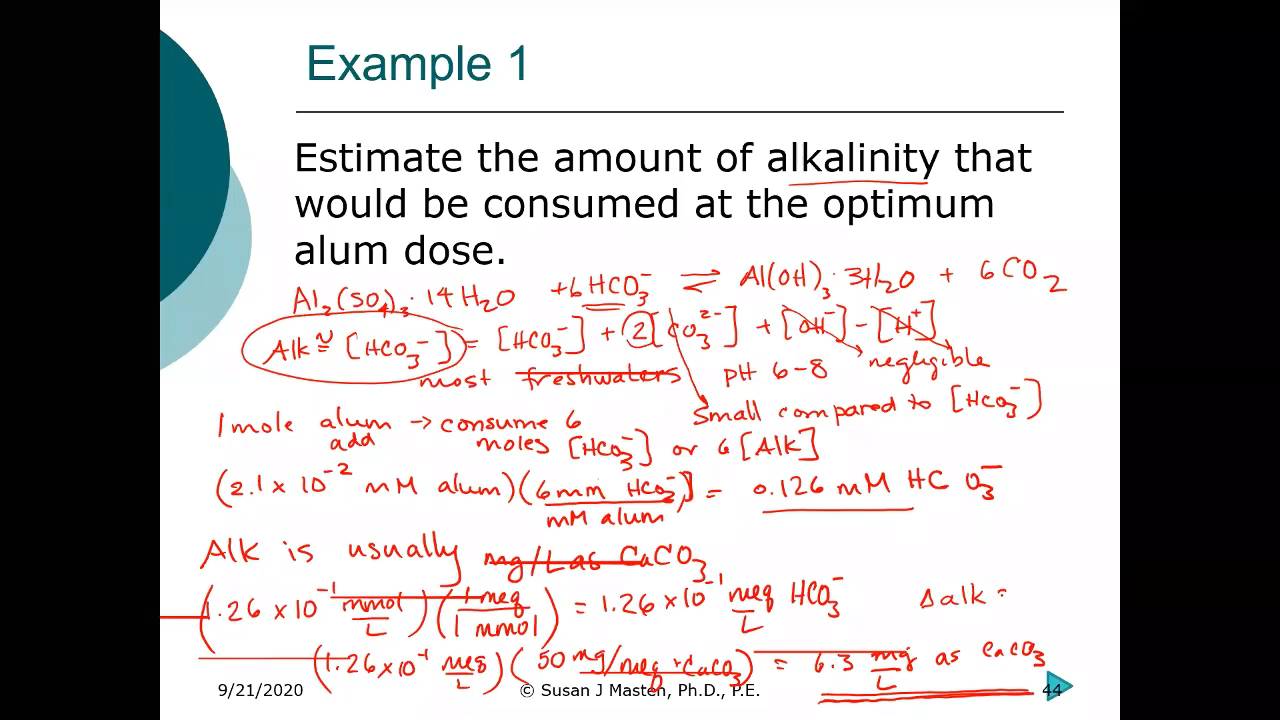 Example 1
Estimate the amount of alkalinity that
would be consumed at the optimum
alum dose.
Al₂(SO₄)₃·14H₂O + 6HCO₃⁻ ⇌ Al(OH)₃·3H₂O + 6CO₂
Alk ≅ [HCO₃⁻] = [HCO₃⁻] + 2[CO₃²⁻] + [OH⁻] - [H⁺]
most freshwaters pH 6-8 negligible
small compared to [HCO₃⁻]
1 mole alum → consume 6
add moles [HCO₃⁻] or 6 [Alk]
(2.1 x 10⁻² mM alum)(6 mm HCO₃⁻ / mM alum) = 0.126 mM HCO₃⁻
Alk is usually mg/L as CaCO₃
(1.26 x 10⁻¹ mmol/L)(1 meq / 1 mmol) = 1.26 x 10⁻¹ meq/L HCO₃⁻ Δalk =
(1.26 x 10⁻¹ meq/L)(50 mg/meq CaCO₃) = 6.3 mg/L as CaCO₃
9/21/2020 © Susan J Masten, Ph.D., P.E. 44